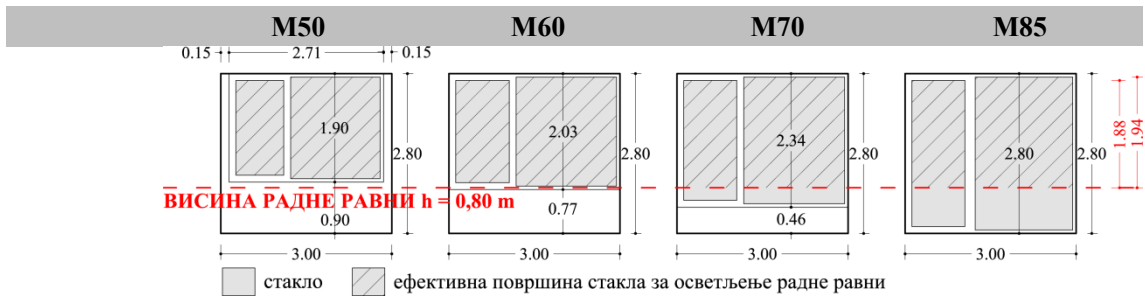 M50 M60 M70 M85
0.15 2.71 0.15
1.90 2.03 2.34 2.80
2.80 2.80 2.80 2.80
1.88 1.94
ВИСИНА РАДНЕ РАВНИ h = 0,80 m
0.90 0.77 0.46
3.00 3.00 3.00 3.00
стакло ефективна површина стакла за осветљење радне равни